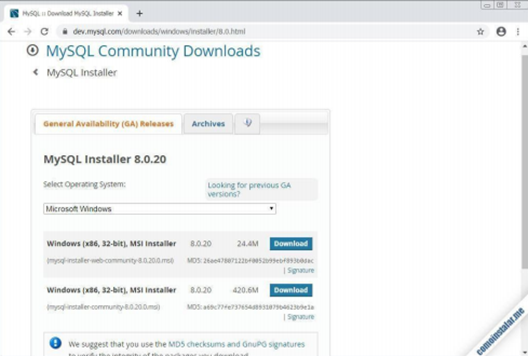 MySQL :: Download MySQL Installer
dev.mysql.com/downloads/windows/installer/8.0.html
MySQL Community Downloads
MySQL Installer
General Availability (GA) Releases
Archives
MySQL Installer 8.0.20
Select Operating System:
Looking for previous GA
versions?
Microsoft Windows
Windows (x86, 32-bit), MSI Installer 8.0.20 24.4M Download
(mysql-installer-web-community-8.0.20.0.msi) MD5:
| Signature
Windows (x86, 32-bit), MSI Installer 8.0.20 420.6M Download
(mysql-installer-community-8.0.20.0.msi) MD5:
| Signature
We suggest that you use the MD5 checksums and GnuPG signatures
to verify the integrity of the packages you download.
comoinstalar.me